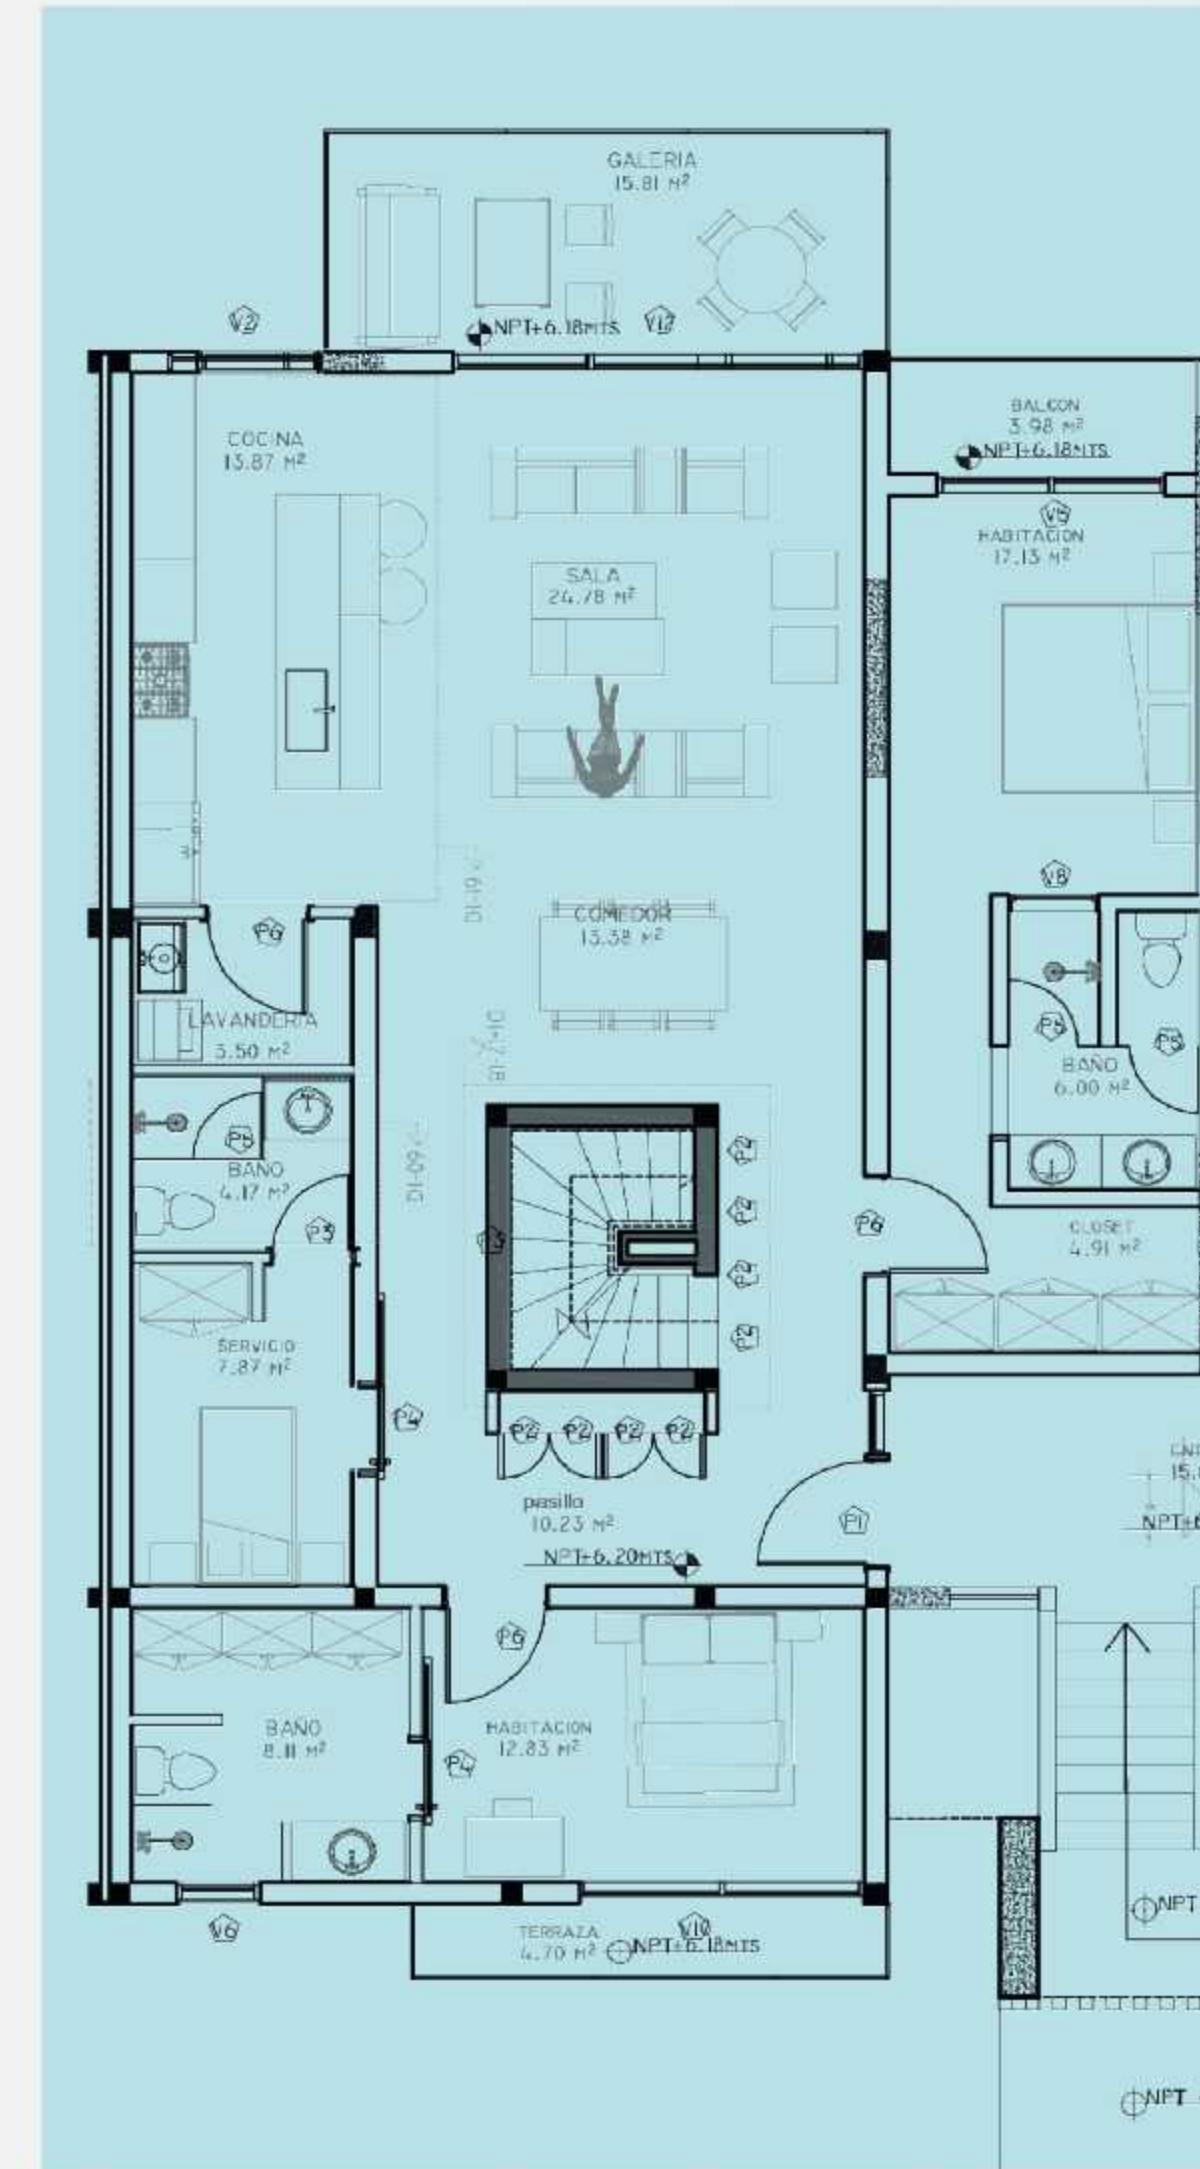 GALERIA
15.81 M²
V2
NPT+6.18MTS
V17
BALCON
3.98 M²
NPT+6.18MTS
COCINA
13.87 M²
V5
HABITACION
17.13 M²
SALA
24.78 M²
V8
COMEDOR
13.38 M²
P6
LAVANDERIA
3.50 M²
P5
P5
BAÑO
6.00 M²
P5
BAÑO
4.17 M²
P3
P2
P2
P2
P2
P6
CLOSET
4.91 M²
SERVICIO
7.87 M²
P4
P2
P2
P2
P2
pasillo
10.23 M²
P1
NPT+6.20MTS
P6
BAÑO
8.11 M²
HABITACION
12.83 M²
P4
V6
TERRAZA
4.70 M²
V10
NPT+6.18MTS
NPT
NPT